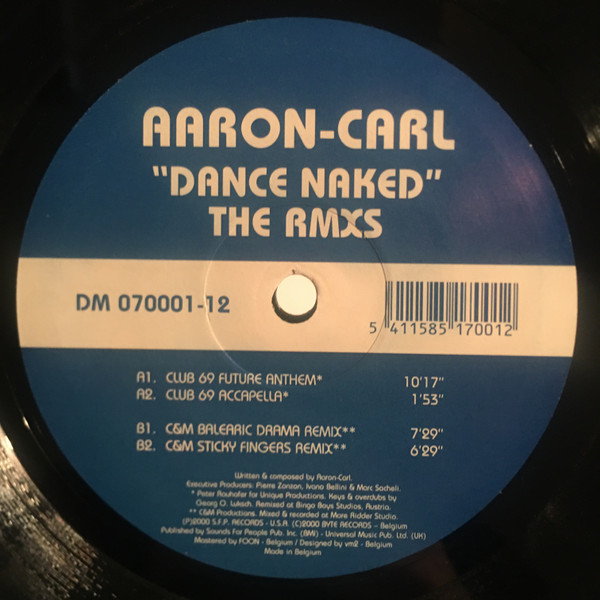 AARON-CARL
"DANCE NAKED"
THE RMXS
DM 070001-12
5 411585 170012
A1. CLUB 69 FUTURE ANTHEM* 10'17"
A2. CLUB 69 ACCAPELLA* 1'53"
B1. C&M BALEARIC DRAMA REMIX** 7'29"
B2. C&M STICKY FINGERS REMIX** 6'29"
Written & composed by Aaron-Carl.
Executive Producers: Pierre Zonzon, Ivano Bellini & Marc Sacheli.
* Peter Rauhofer for Unique Productions. Keys & overdubs by
Georg O. Luksch. Remixed at Bingo Boys Studios, Austria.
** C&M Productions. Mixed & recorded at More Ridder Studio.
(P)2000 S.F.P. RECORDS - U.S.A. (C)2000 BYTE RECORDS - Belgium
Published by Sounds For People Pub. Inc. (BMI) - Universal Music Pub. Ltd. (UK)
Mastered by FOON - Belgium / Designed by vm2 - Belgium
Made in Belgium